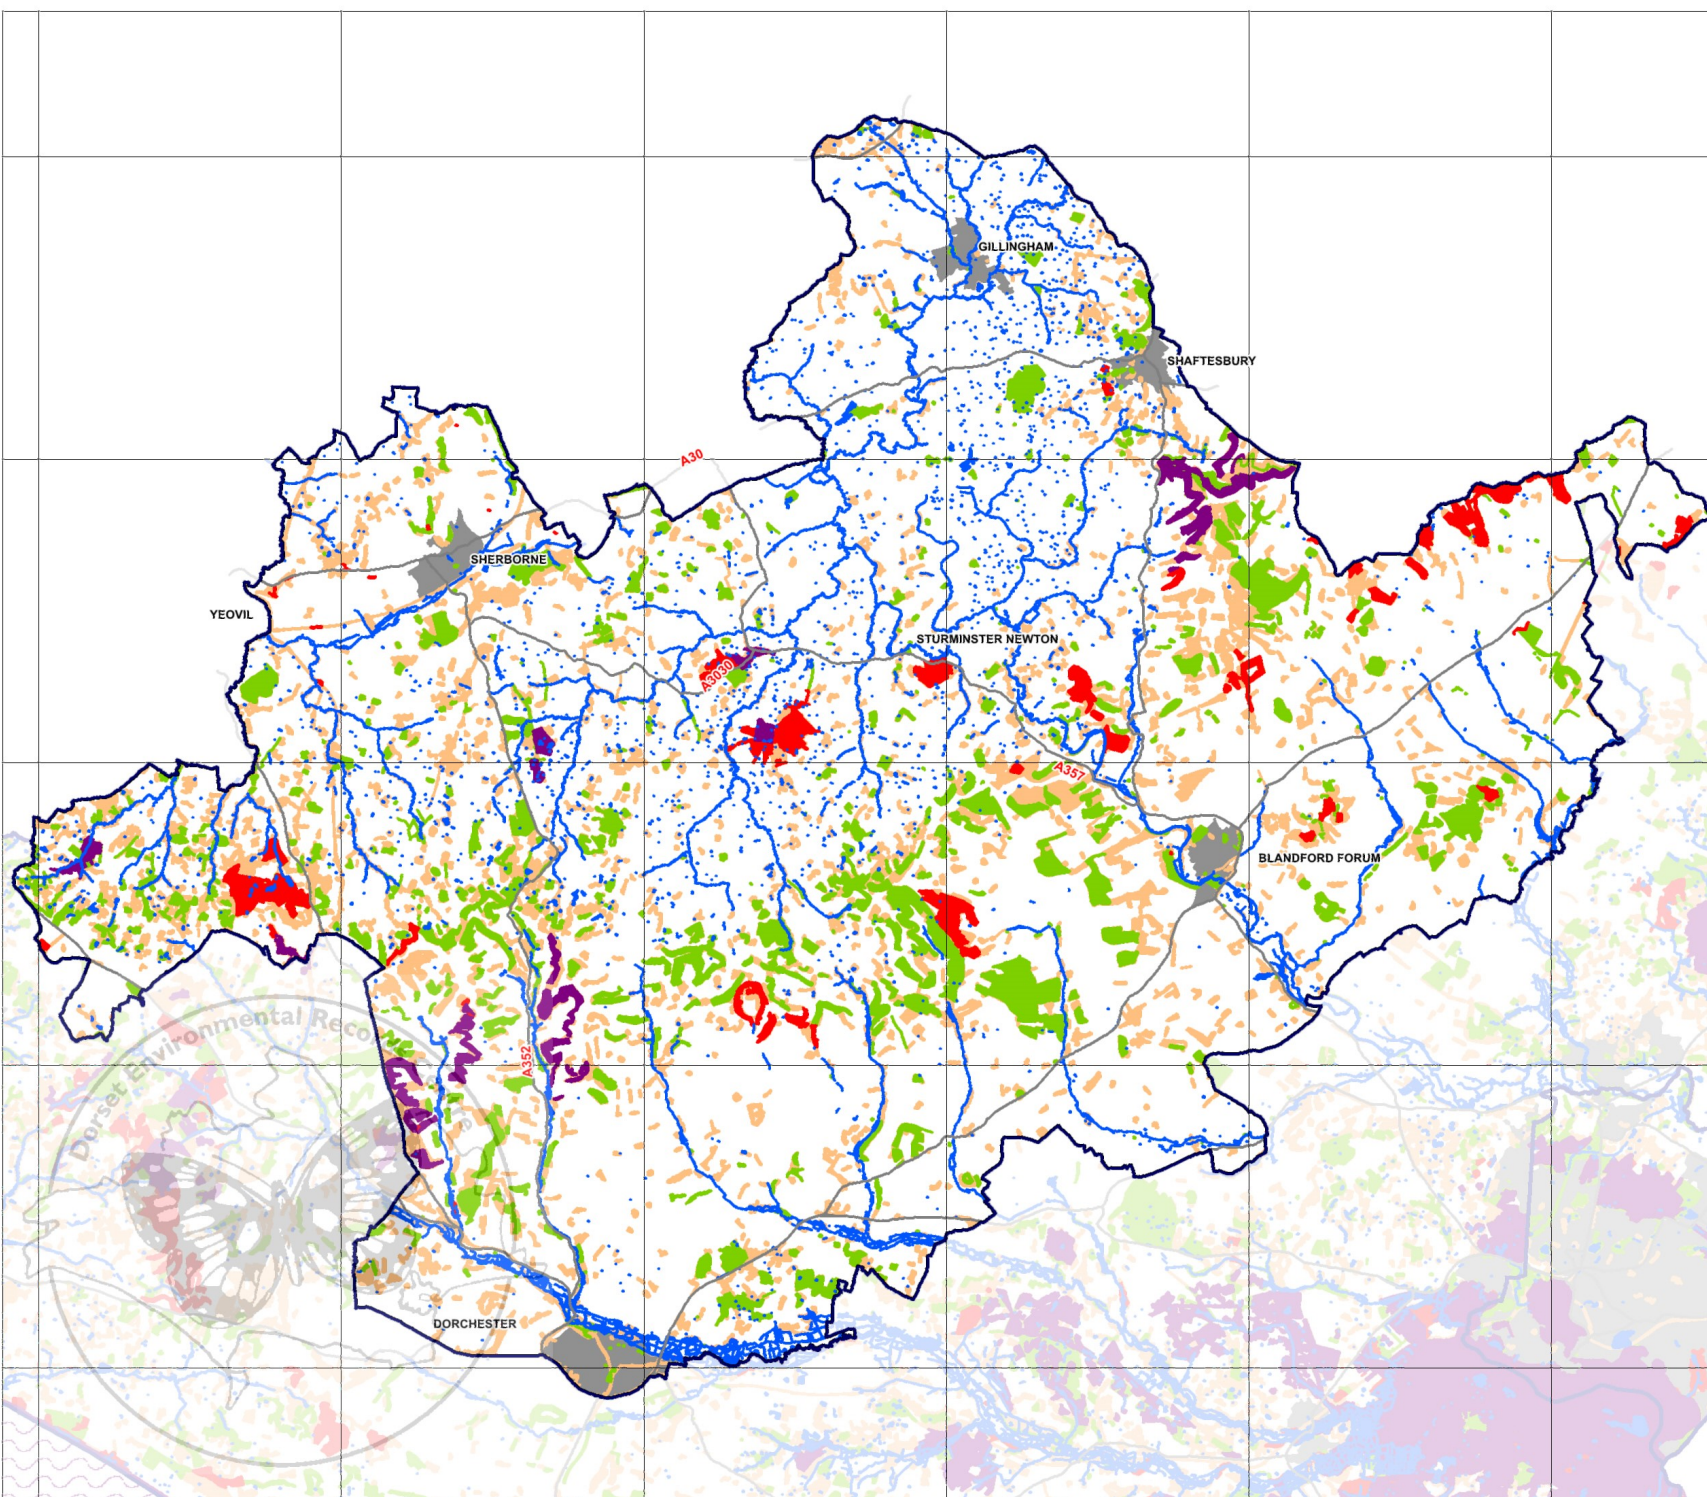 GILLINGHAM
SHAFTESBURY
A30
SHERBORNE
YEOVIL
STURMINSTER NEWTON
A3030
A357
BLANDFORD FORUM
Dorset Environmental Reco
A352
DORCHESTER